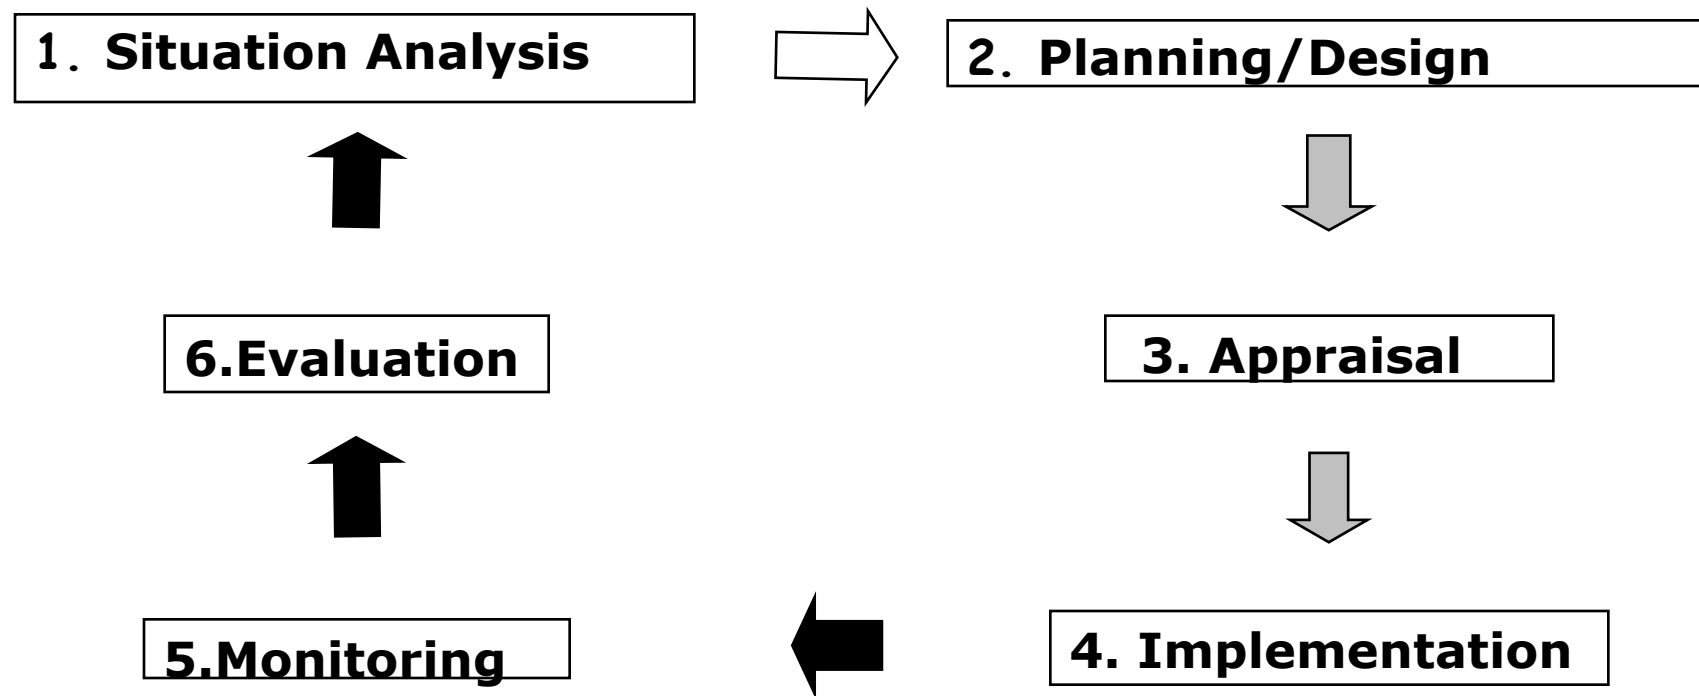 1. Situation Analysis
2. Planning/Design
6.Evaluation
3. Appraisal
5.Monitoring
4. Implementation